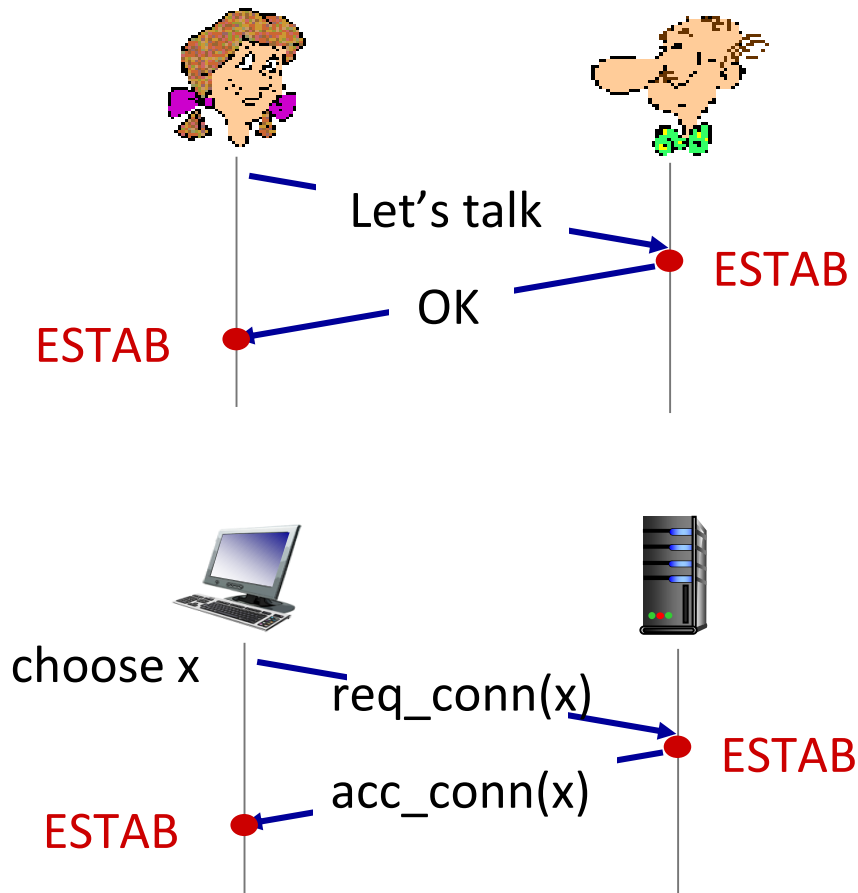 Let’s talk
ESTAB
OK
ESTAB
choose x
req_conn(x)
ESTAB
acc_conn(x)
ESTAB